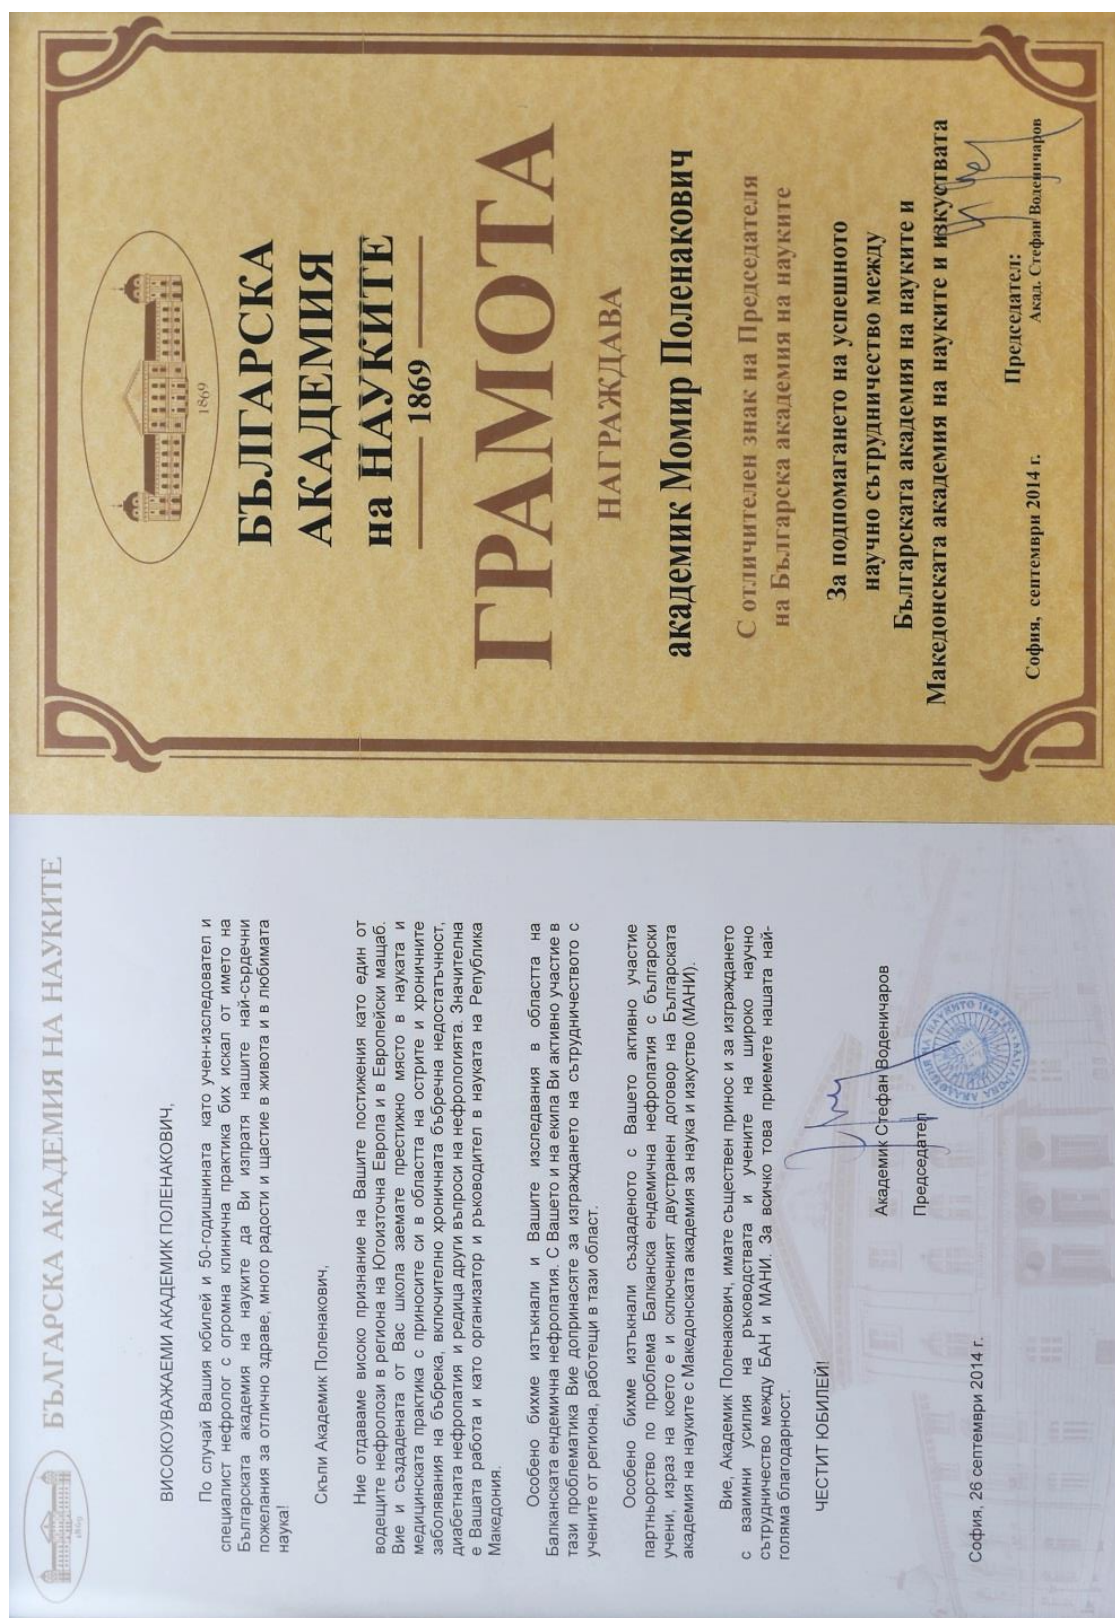 1869
БЪЛГАРСКА АКАДЕМИЯ НА НАУКИТЕ
ВИСОКОУВАЖАЕМИ АКАДЕМИК ПОЛЕНАКОВИЧ,
По случай Вашия юбилей и 50-годишнината като учен-изследовател и
специалист нефролог с огромна клинична практика бих искал от името на
Българската академия на науките да Ви изпратя нашите най-сърдечни
пожелания за отлично здраве, много радости и щастие в живота и в любимата
наука!
Скъпи Академик Поленакович,
Ние отдаваме високо признание на Вашите постижения като един от
водещите нефролози в региона на Югоизточна Европа и в Европейски мащаб.
Вие и създадената от Вас школа заемате престижно място в науката и
медицинската практика с приносите си в областта на острите и хроничните
заболявания на бъбрека, включително хроничната бъбречна недостатъчност,
диабетната нефропатия и редица други въпроси на нефрологията. Значителна
е Вашата работа и като организатор и ръководител в науката на Република
Македония.
Особено бихме изтъкнали и Вашите изследвания в областта на
Балканската ендемична нефропатия. С Вашето и на екипа Ви активно участие в
тази проблематика Вие допринасяте за изграждането на сътрудничеството с
учените от региона, работещи в тази област.
Особено бихме изтъкнали създаденото с Вашето активно участие
партньорство по проблема Балканска ендемична нефропатия с български
учени, израз на което е и сключеният двустранен договор на Българската
академия на науките с Македонската академия за наука и изкуство (МАНИ).
Вие, Академик Поленакович, имате съществен принос и за изграждането
с взаимни усилия на ръководствата и учените на широко научно
сътрудничество между БАН и МАНИ. За всичко това приемете нашата най-
голяма благодарност.
ЧЕСТИТ ЮБИЛЕЙ!
Академик Стефан Воденичаров
Председател
София, 26 септември 2014 г.
1869
БЪЛГАРСКА
АКАДЕМИЯ
на НАУКИТЕ
1869
ГРАМОТА
НАГРАЖДАВА
академик Момир Поленакович
С отличителен знак на Председателя
на Българска академия на науките
За подпомагането на успешното
научно сътрудничество между
Българската академия на науките и
Македонската академия на науките и изкуствата
Председател:
Акад. Стефан Воденичаров
София, септември 2014 г.